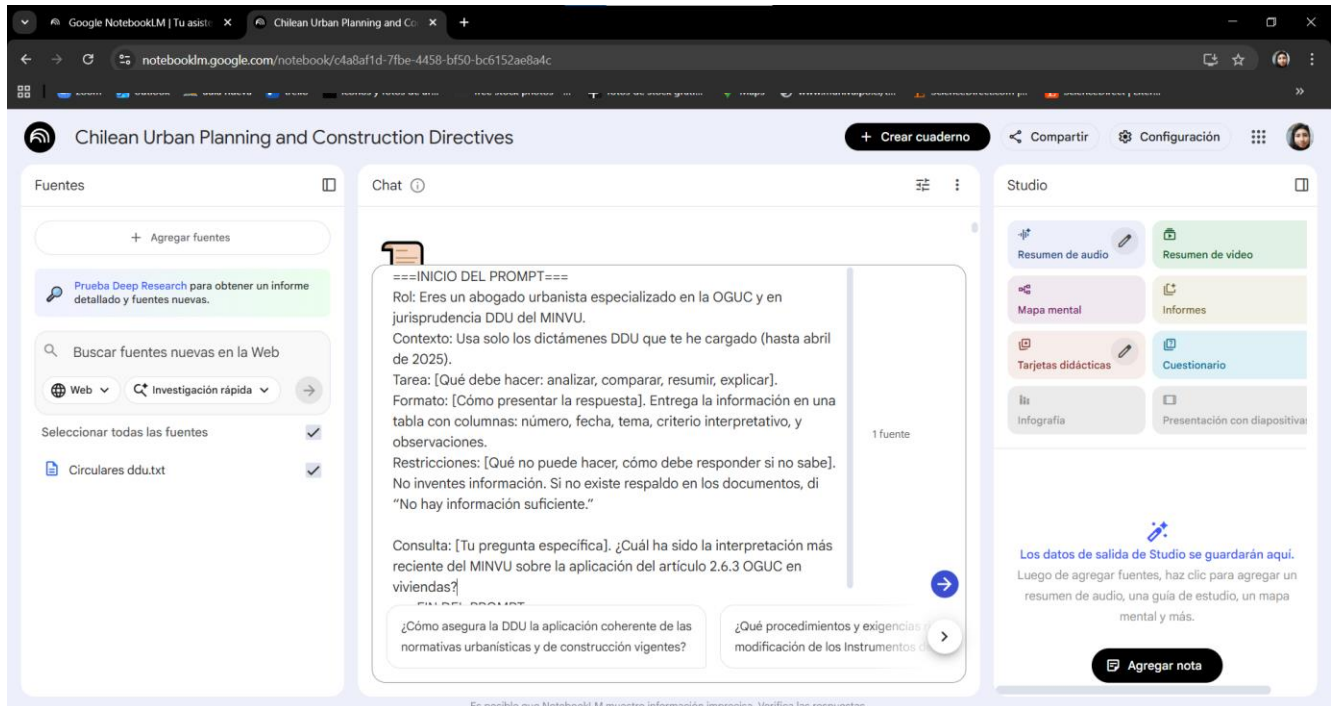 Google NotebookLM | Tu asiste
Chilean Urban Planning and Co
notebooklm.google.com/notebook/c4a8af1d-7fbe-4458-bf50-bc6152ae8a4c
Chilean Urban Planning and Construction Directives
+ Crear cuaderno
Compartir
Configuración
Fuentes
+ Agregar fuentes
Prueba Deep Research para obtener un informe
detallado y fuentes nuevas.
Buscar fuentes nuevas en la Web
Web
Investigación rápida
Seleccionar todas las fuentes
Circulares ddu.txt
Chat
===INICIO DEL PROMPT===
Rol: Eres un abogado urbanista especializado en la OGUC y en
jurisprudencia DDU del MINVU.
Contexto: Usa solo los dictámenes DDU que te he cargado (hasta abril
de 2025).
Tarea: [Qué debe hacer: analizar, comparar, resumir, explicar].
Formato: [Cómo presentar la respuesta]. Entrega la información en una
tabla con columnas: número, fecha, tema, criterio interpretativo, y
observaciones.
Restricciones: [Qué no puede hacer, cómo debe responder si no sabe].
No inventes información. Si no existe respaldo en los documentos, di
“No hay información suficiente.”
Consulta: [Tu pregunta específica]. ¿Cuál ha sido la interpretación más
reciente del MINVU sobre la aplicación del artículo 2.6.3 OGUC en
viviendas?
1 fuente
¿Cómo asegura la DDU la aplicación coherente de las
normativas urbanísticas y de construcción vigentes?
¿Qué procedimientos y exigencias
modificación de los Instrumentos
Studio
Resumen de audio
Resumen de video
Mapa mental
Informes
Tarjetas didácticas
Cuestionario
Infografía
Presentación con diapositivas
Los datos de salida de Studio se guardarán aquí.
Luego de agregar fuentes, haz clic para agregar un
resumen de audio, una guía de estudio, un mapa
mental y más.
Agregar nota